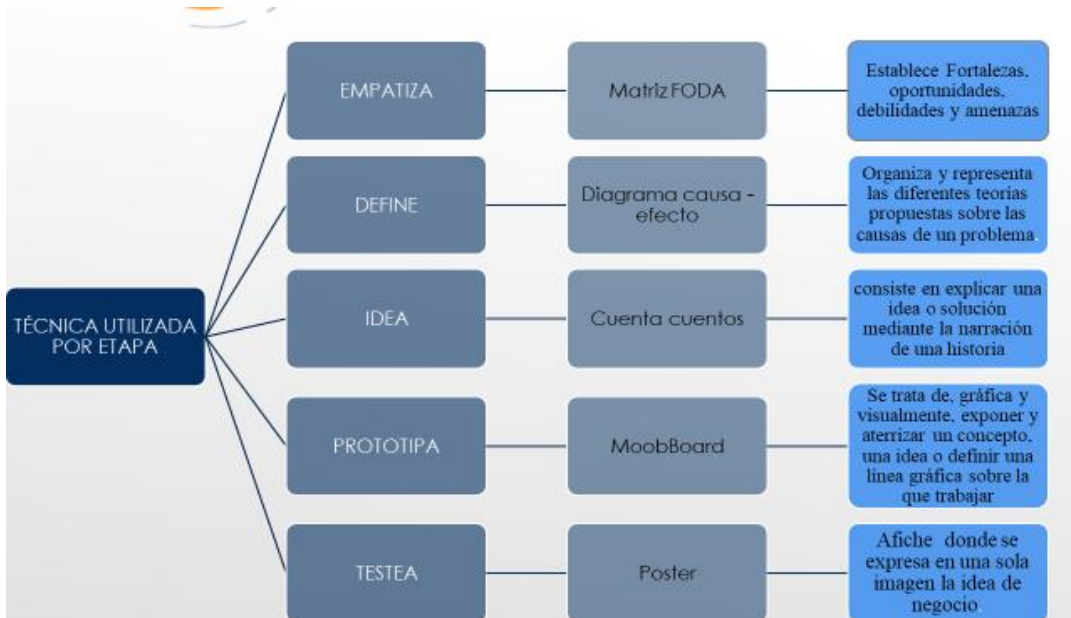 TÉCNICA UTILIZADA
POR ETAPA
EMPATIZA
Matriz FODA
Establece Fortalezas,
oportunidades,
debilidades y amenazas
DEFINE
Diagrama causa -
efecto
Organiza y representa
las diferentes teorías
propuestas sobre las
causas de un problema.
IDEA
Cuenta cuentos
consiste en explicar una
idea o solución
mediante la narración
de una historia
PROTOTIPA
MoobBoard
Se trata de, gráfica y
visualmente, exponer y
aterrizar un concepto,
una idea o definir una
línea gráfica sobre la
que trabajar
TESTEA
Poster
Afiche donde se
expresa en una sola
imagen la idea de
negocio.